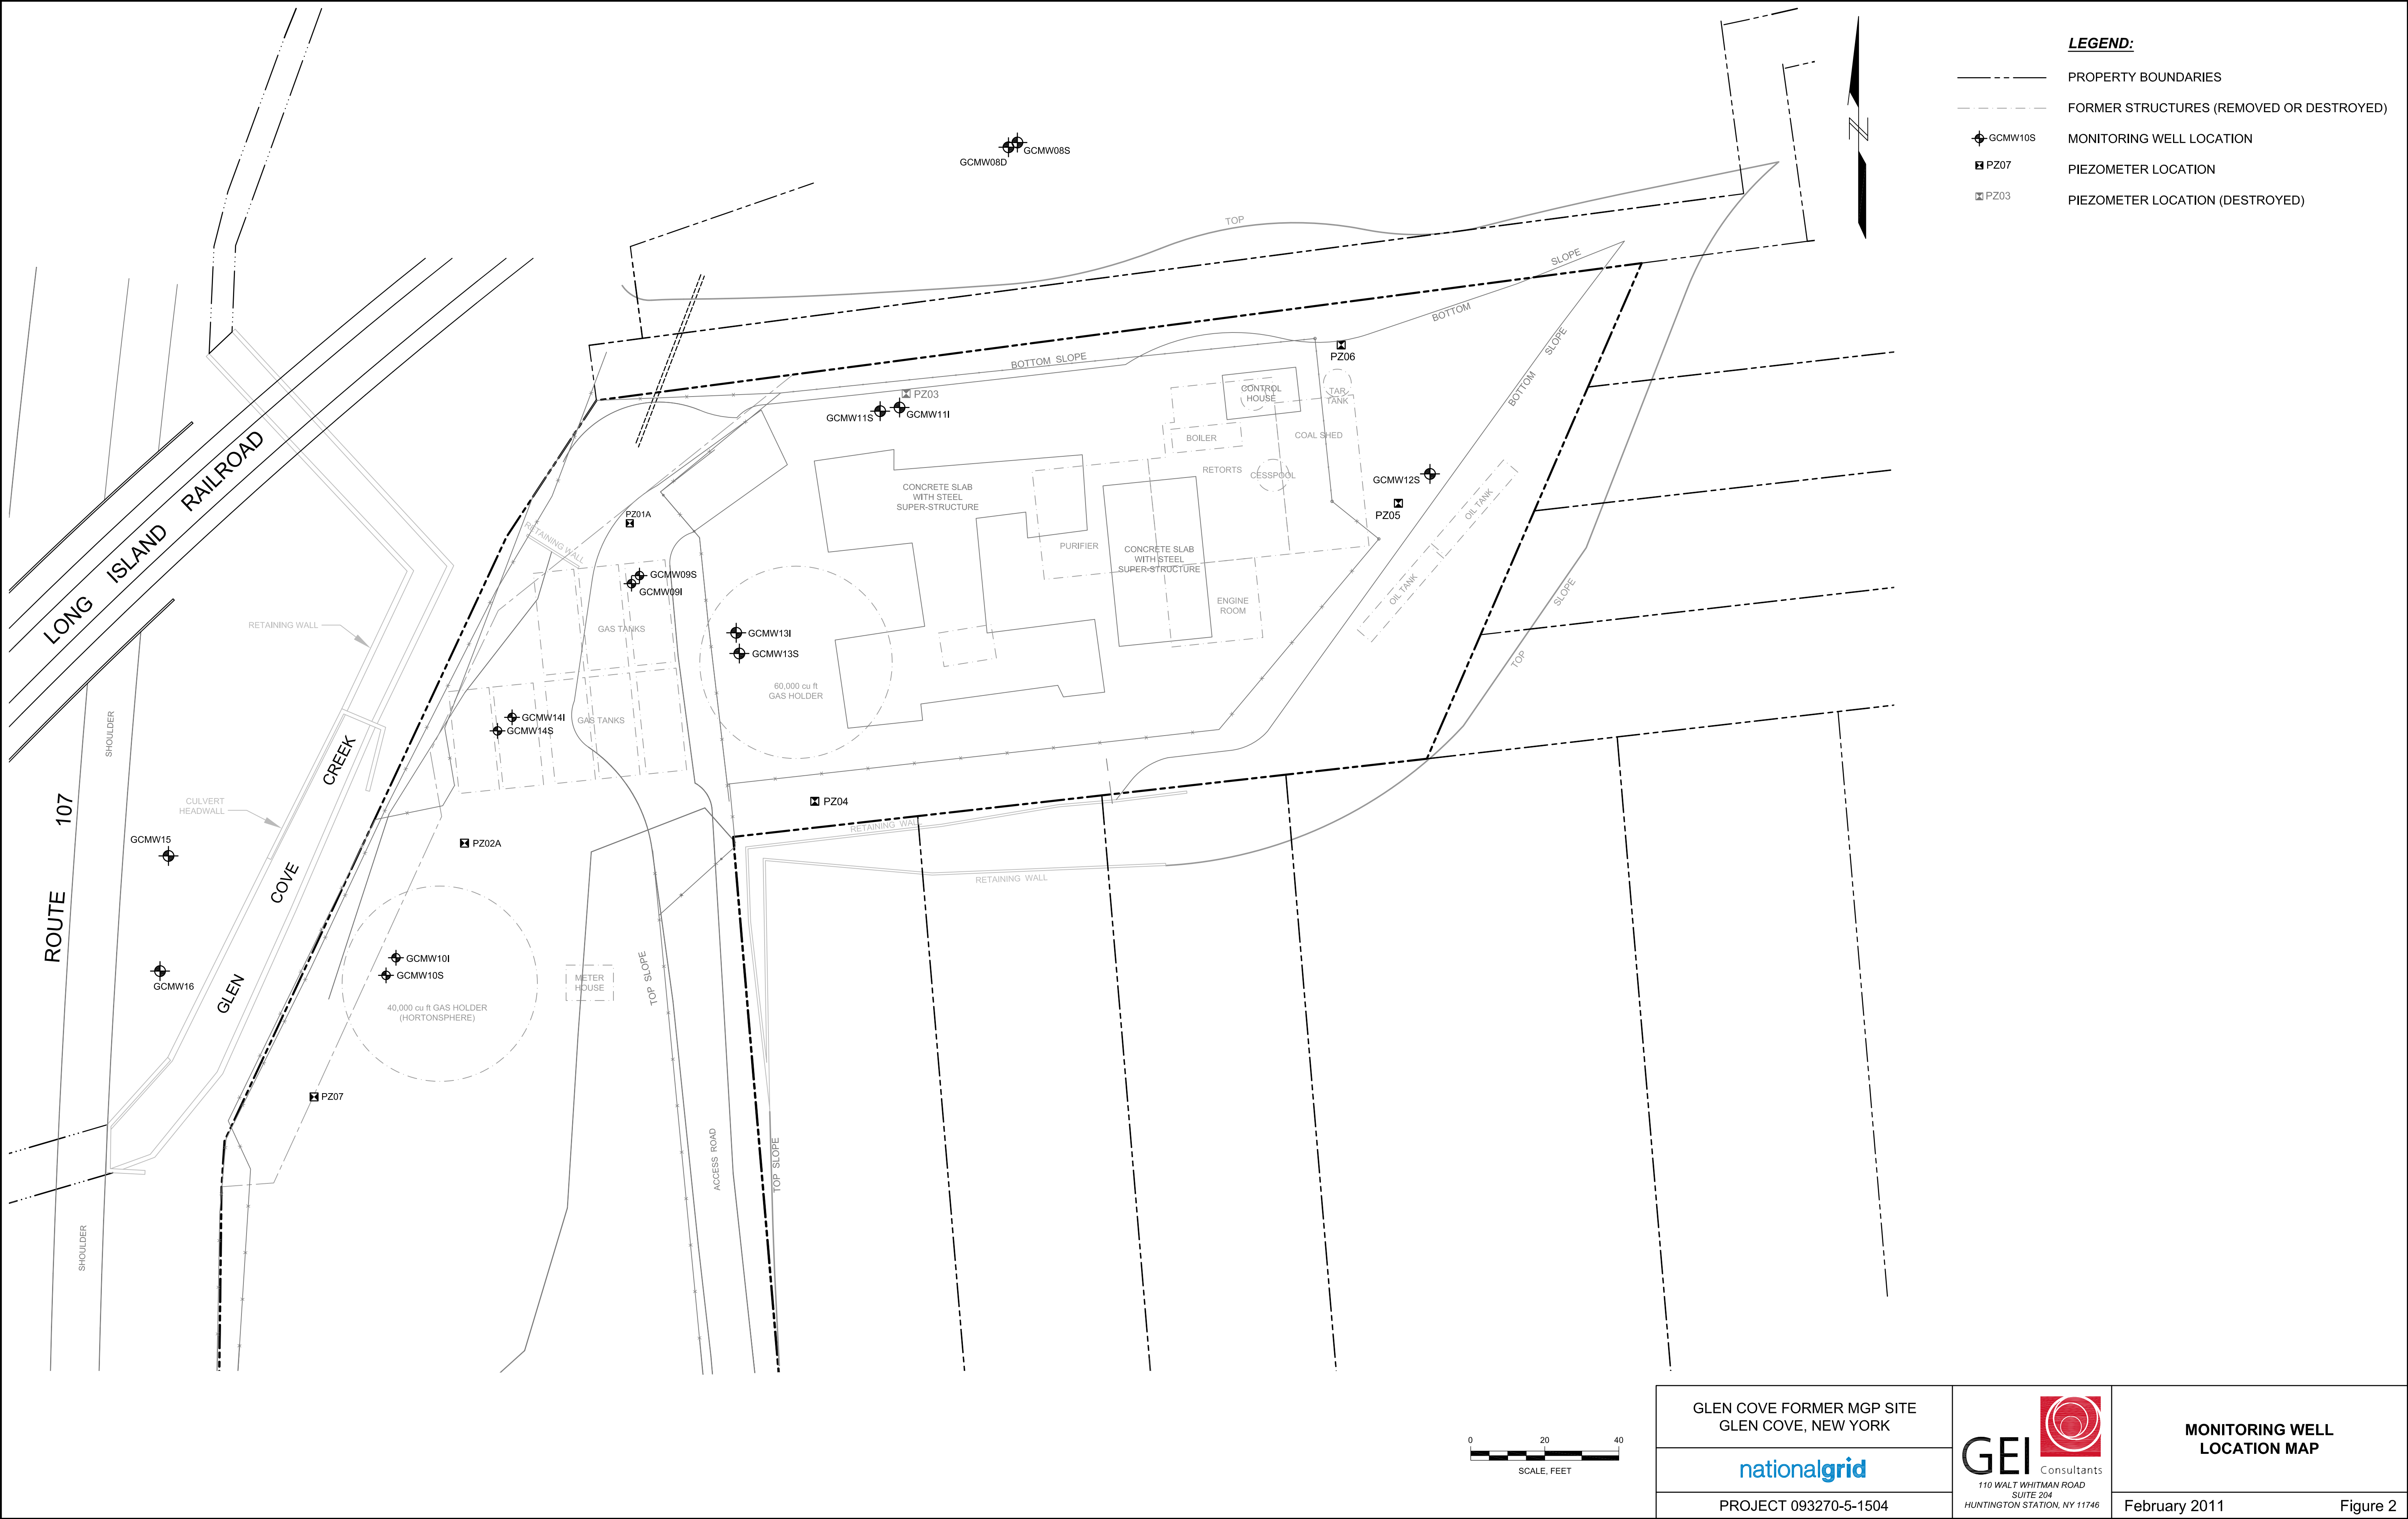 LEGEND:
PROPERTY BOUNDARIES
FORMER STRUCTURES (REMOVED OR DESTROYED)
GCMW10S
MONITORING WELL LOCATION
PZ07
PIEZOMETER LOCATION
PZ03
PIEZOMETER LOCATION (DESTROYED)
N
GCMW08S
GCMW08D
TOP
SLOPE
BOTTOM
SLOPE
BOTTOM
BOTTOM SLOPE
PZ06
PZ03
GCMW11S
GCMW11I
CONTROL
HOUSE
TAR
TANK
BOILER
COAL SHED
RETORTS
CESSPOOL
GCMW12S
PZ05
OIL TANK
OIL TANK
CONCRETE SLAB
WITH STEEL
SUPER-STRUCTURE
PURIFIER
CONCRETE SLAB
WITH STEEL
SUPER-STRUCTURE
ENGINE
ROOM
SLOPE
TOP
LONG ISLAND RAILROAD
PZ01A
RETAINING WALL
GCMW09S
GCMW09I
GAS TANKS
GCMW13I
GCMW13S
60,000 cu ft
GAS HOLDER
RETAINING WALL
GCMW14I
GCMW14S
GAS TANKS
SHOULDER
CULVERT
HEADWALL
GLEN COVE CREEK
ROUTE 107
PZ04
RETAINING WALL
RETAINING WALL
PZ02A
GCMW15
GCMW16
GCMW10I
GCMW10S
40,000 cu ft GAS HOLDER
(HORTONSPHERE)
METER
HOUSE
TOP SLOPE
PZ07
ACCESS ROAD
TOP SLOPE
SHOULDER
0 20 40
SCALE, FEET
GLEN COVE FORMER MGP SITE
GLEN COVE, NEW YORK
nationalgrid
PROJECT 093270-5-1504
GEI Consultants
110 WALT WHITMAN ROAD
SUITE 204
HUNTINGTON STATION, NY 11746
MONITORING WELL
LOCATION MAP
February 2011
Figure 2